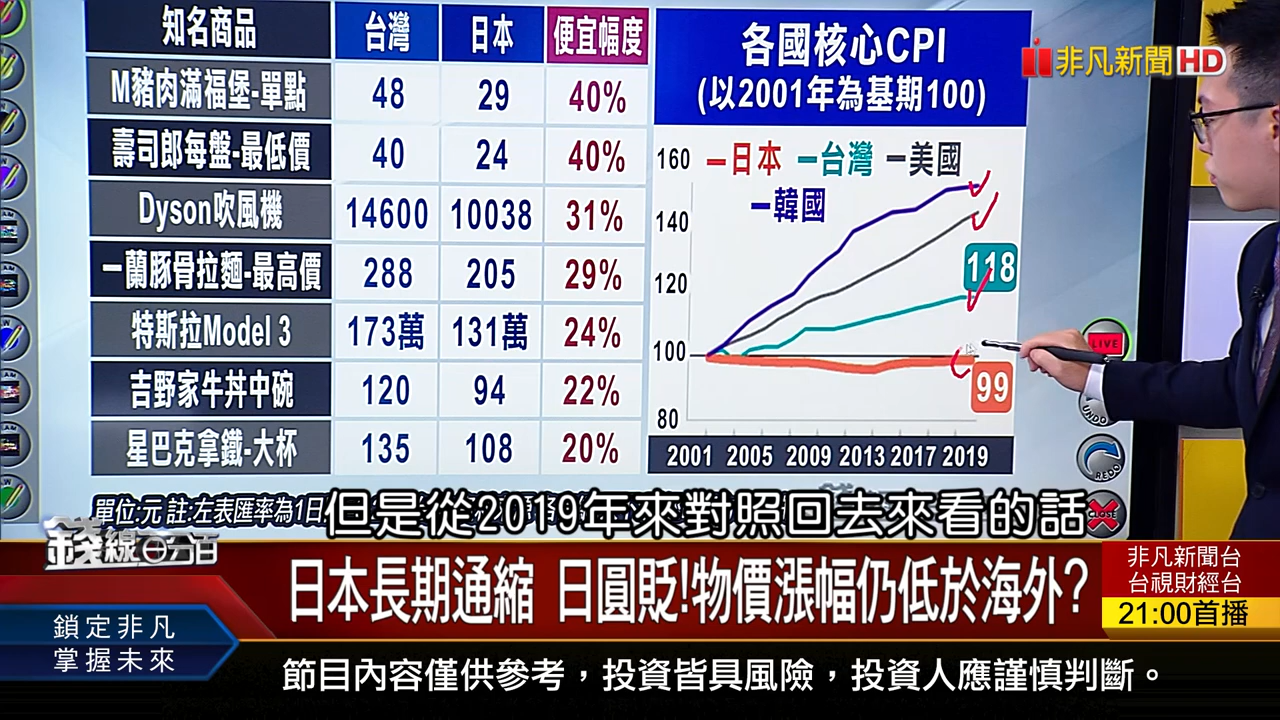 知名商品 台灣 日本 便宜幅度
M豬肉滿福堡-單點 48 29 40%
壽司郎每盤-最低價 40 24 40%
Dyson吹風機 14600 10038 31%
一蘭豚骨拉麵-最高價 288 205 29%
特斯拉Model 3 173萬 131萬 24%
吉野家牛丼中碗 120 94 22%
星巴克拿鐵-大杯 135 108 20%
單位:元 註:左表匯率為1日
各國核心CPI
(以2001年為基期100)
日本 台灣 美國
韓國
160
140
120
100
80
118
99
2001 2005 2009 2013 2017 2019
非凡新聞HD
LIVE
UNDO
REDO
CLOSE
但是從2019年來對照回去來看的話
錢線百分百
日本長期通縮 日圓貶!物價漲幅仍低於海外?
非凡新聞台
台視財經台
21:00首播
鎖定非凡
掌握未來
節目內容僅供參考，投資皆具風險，投資人應謹慎判斷。